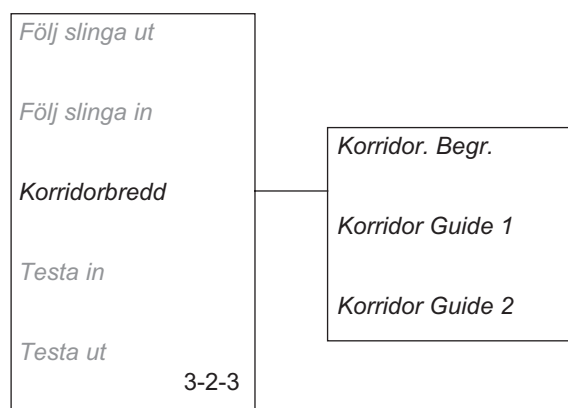 Följ slinga ut
Följ slinga in
Korridorbredd
Testa in
Testa ut
3-2-3
Korridor. Begr.
Korridor Guide 1
Korridor Guide 2